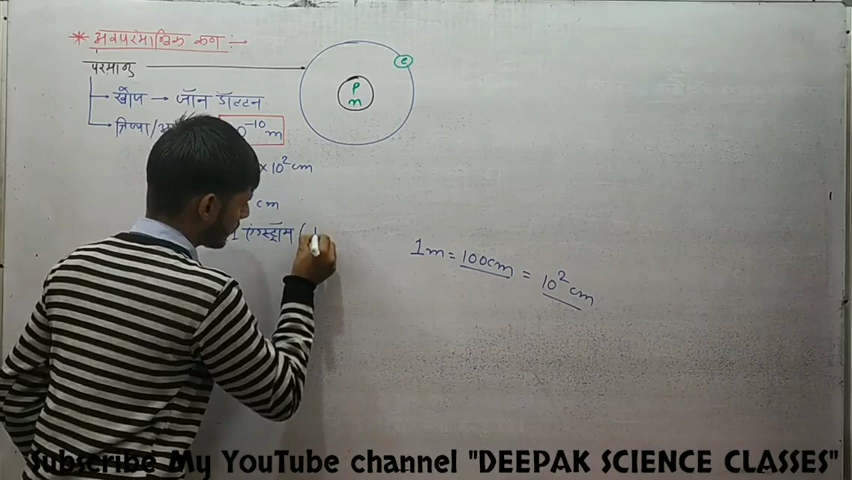 * अवपरमाण्विक कण :-
परमाणु
e
P
n
खोज → जॉन डॉल्टन
त्रिज्या/
10⁻¹⁰ m
× 10² cm
cm
1 एंग्स्ट्रॉम (
1m = 100cm = 10² cm
Subscribe My YouTube channel "DEEPAK SCIENCE CLASSES"